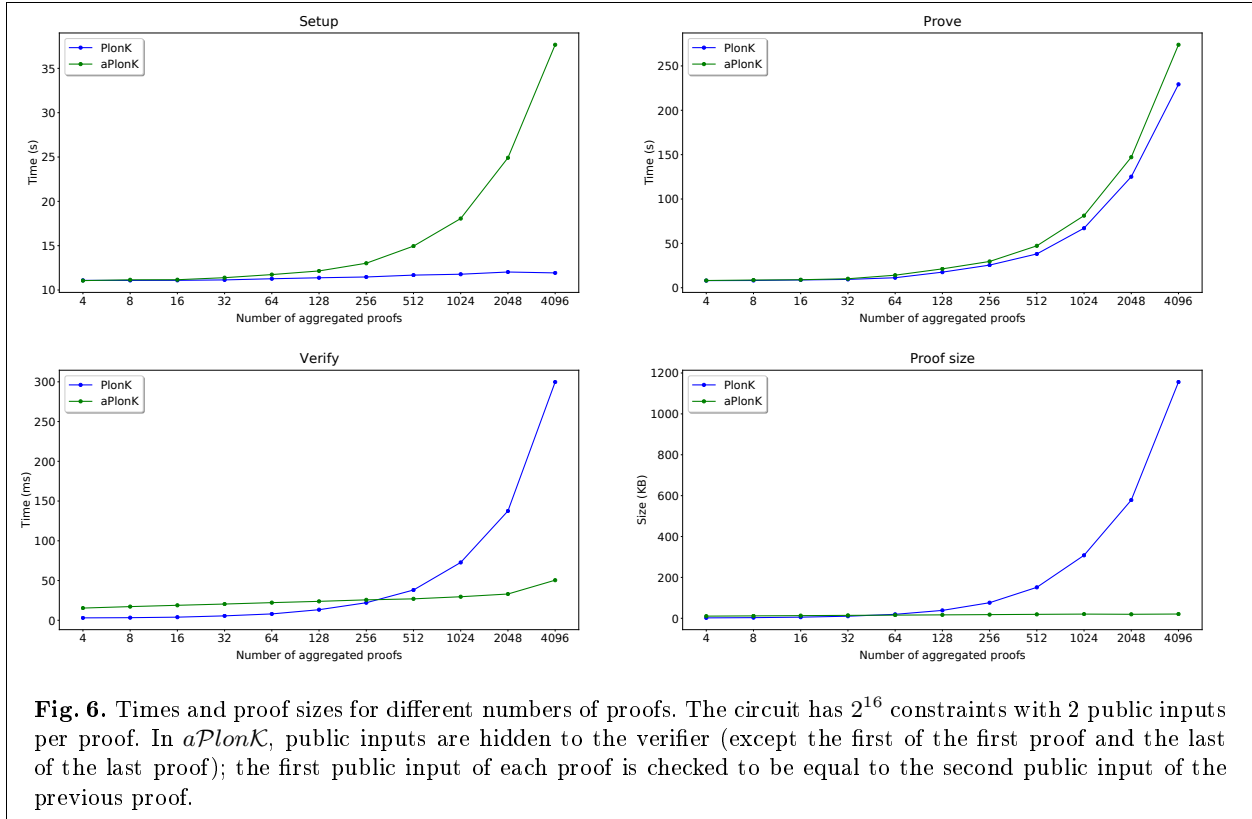 Setup
PlonK
aPlonK
35
30
25
20
15
10
Time (s)
4 8 16 32 64 128 256 512 1024 2048 4096
Number of aggregated proofs
Prove
PlonK
aPlonK
250
200
150
100
50
0
Time (s)
4 8 16 32 64 128 256 512 1024 2048 4096
Number of aggregated proofs
Verify
PlonK
aPlonK
300
250
200
150
100
50
0
Time (ms)
4 8 16 32 64 128 256 512 1024 2048 4096
Number of aggregated proofs
Proof size
PlonK
aPlonK
1200
1000
800
600
400
200
0
Size (KB)
4 8 16 32 64 128 256 512 1024 2048 4096
Number of aggregated proofs
Fig. 6. Times and proof sizes for different numbers of proofs. The circuit has 2^16 constraints with 2 public inputs
per proof. In aPlonK, public inputs are hidden to the verifier (except the first of the first proof and the last
of the last proof); the first public input of each proof is checked to be equal to the second public input of the
previous proof.